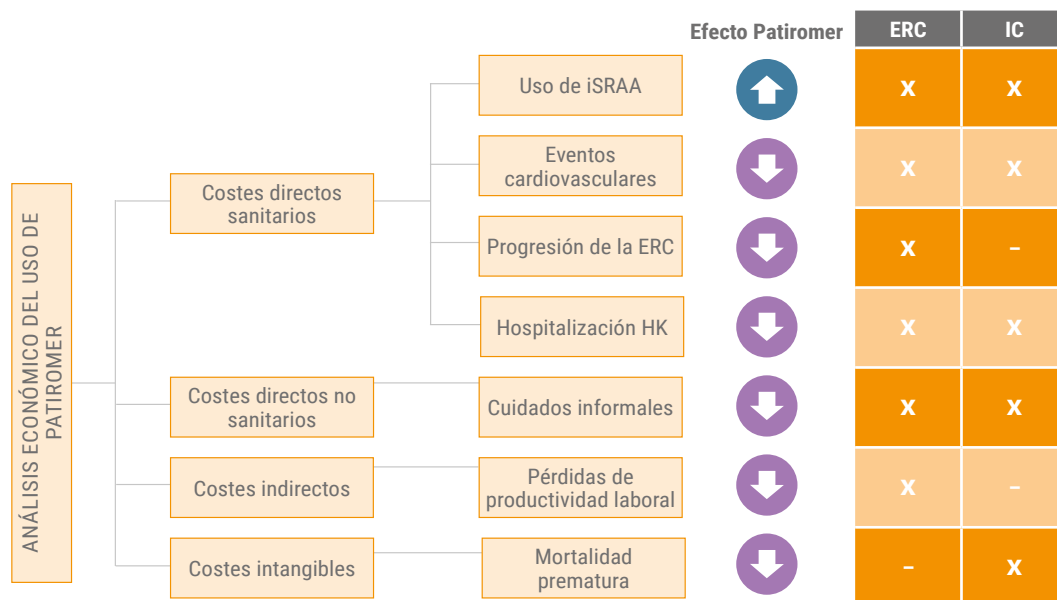 Efecto Patiromer
ERC
IC
ANÁLISIS ECONÓMICO DEL USO DE
PATIROMER
Costes directos
sanitarios
Uso de iSRAA
X
X
Eventos
cardiovasculares
X
X
Progresión de la ERC
X
–
Hospitalización HK
X
X
Costes directos no
sanitarios
Cuidados informales
X
X
Costes indirectos
Pérdidas de
productividad laboral
X
–
Costes intangibles
Mortalidad
prematura
–
X